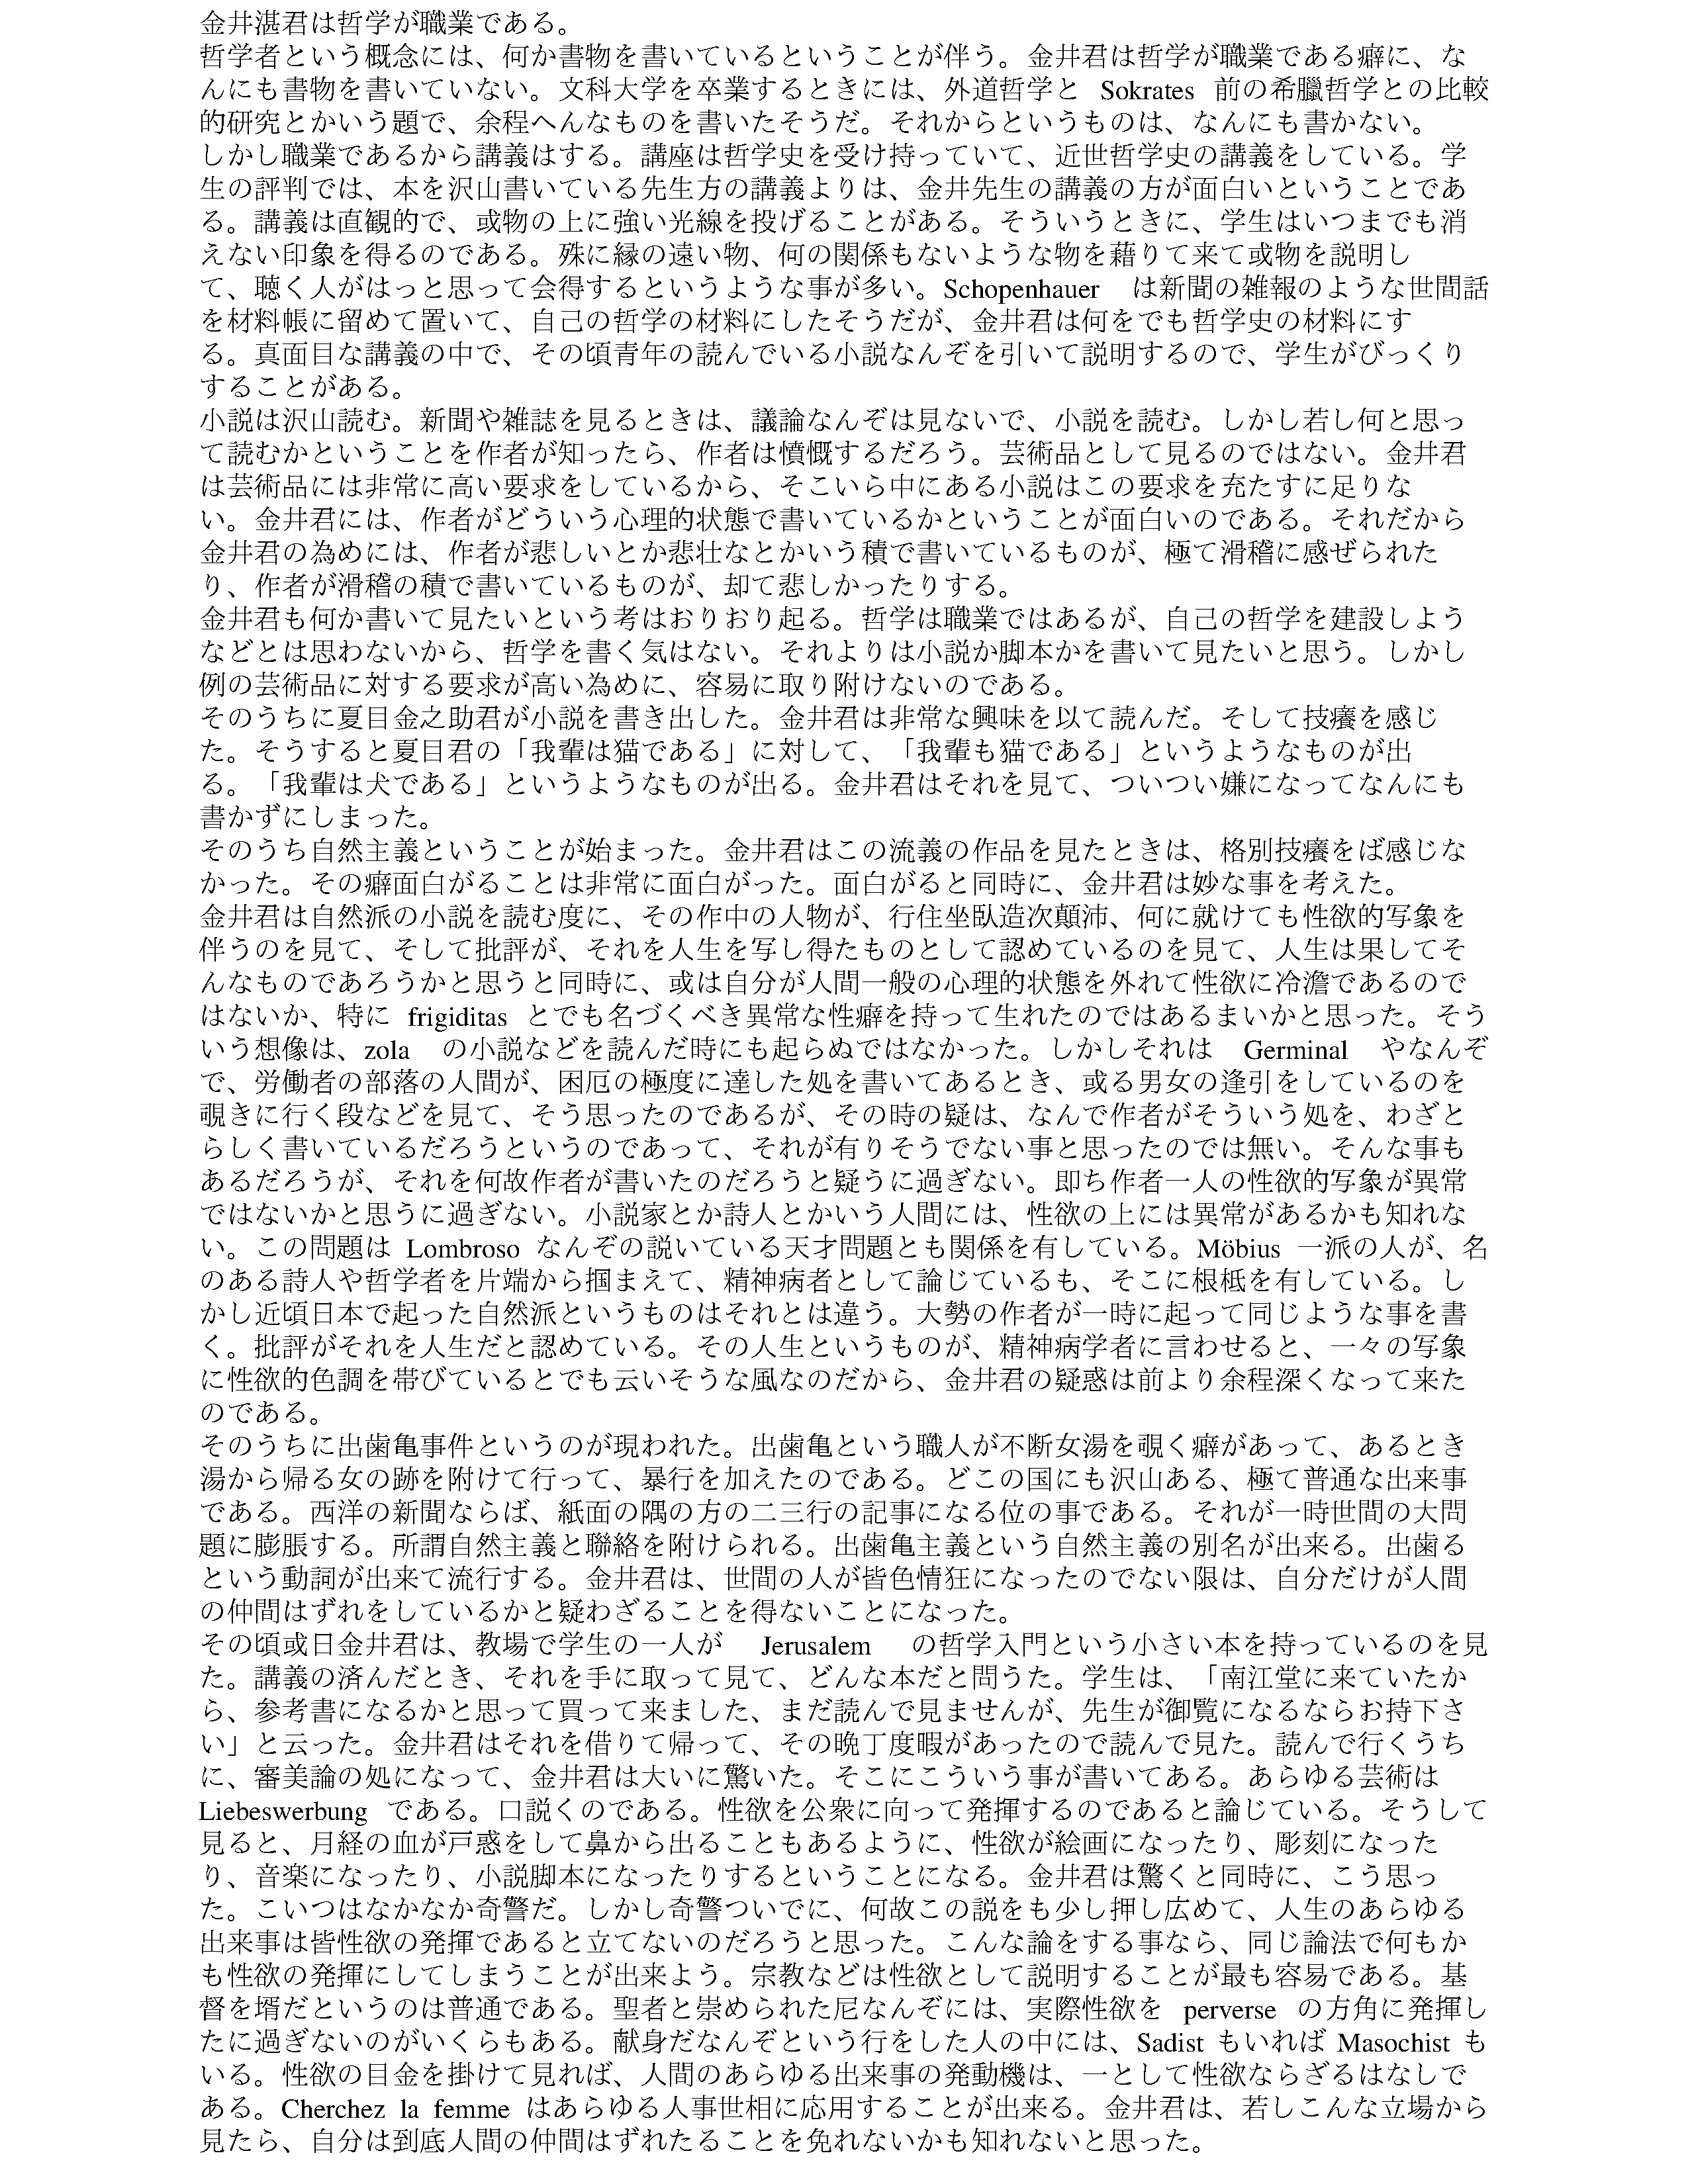 金井湛君は哲学が職業である。
哲学者という概念には、何か書物を書いているということが伴う。金井君は哲学が職業である癖に、な
んにも書物を書いていない。文科大学を卒業するときには、外道哲学と Sokrates 前の希臘哲学との比較
的研究とかいう題で、余程へんなものを書いたそうだ。それからというものは、なんにも書かない。
しかし職業であるから講義はする。講座は哲学史を受け持っていて、近世哲学史の講義をしている。学
生の評判では、本を沢山書いている先生方の講義よりは、金井先生の講義の方が面白いということであ
る。講義は直観的で、或物の上に強い光線を投げることがある。そういうときに、学生はいつまでも消
えない印象を得るのである。殊に縁の遠い物、何の関係もないような物を藉りて来て或物を説明し
て、聴く人がはっと思って会得するというような事が多い。Schopenhauer は新聞の雑報のような世間話
を材料帳に留めて置いて、自己の哲学の材料にしたそうだが、金井君は何をでも哲学史の材料にす
る。真面目な講義の中で、その頃青年の読んでいる小説なんぞを引いて説明するので、学生がびっくり
することがある。
小説は沢山読む。新聞や雑誌を見るときは、議論なんぞは見ないで、小説を読む。しかし若し何と思っ
て読むかということを作者が知ったら、作者は憤慨するだろう。芸術品として見るのではない。金井君
は芸術品には非常に高い要求をしているから、そこいら中にある小説はこの要求を充たすに足りな
い。金井君には、作者がどういう心理的状態で書いているかということが面白いのである。それだから
金井君の為めには、作者が悲しいとか悲壮なとかいう積で書いているものが、極て滑稽に感ぜられた
り、作者が滑稽の積で書いているものが、却て悲しかったりする。
金井君も何か書いて見たいという考はおりおり起る。哲学は職業ではあるが、自己の哲学を建設しよう
などとは思わないから、哲学を書く気はない。それよりは小説か脚本かを書いて見たいと思う。しかし
例の芸術品に対する要求が高い為めに、容易に取り附けないのである。
そのうちに夏目金之助君が小説を書き出した。金井君は非常な興味を以て読んだ。そして技癢を感じ
た。そうすると夏目君の「我輩は猫である」に対して、「我輩も猫である」というようなものが出
る。「我輩は犬である」というようなものが出る。金井君はそれを見て、ついつい嫌になってなんにも
書かずにしまった。
そのうち自然主義ということが始まった。金井君はこの流義の作品を見たときは、格別技癢をば感じな
かった。その癖面白がることは非常に面白がった。面白がると同時に、金井君は妙な事を考えた。
金井君は自然派の小説を読む度に、その作中の人物が、行住坐臥造次顛沛、何に就けても性欲的写象を
伴うのを見て、そして批評が、それを人生を写し得たものとして認めているのを見て、人生は果してそ
んなものであろうかと思うと同時に、或は自分が人間一般の心理的状態を外れて性欲に冷澹であるので
はないか、特に frigiditas とでも名づくべき異常な性癖を持って生れたのではあるまいかと思った。そう
いう想像は、zola の小説などを読んだ時にも起らぬではなかった。しかしそれは Germinal やなんぞ
で、労働者の部落の人間が、困厄の極度に達した処を書いてあるとき、或る男女の逢引をしているのを
覗きに行く段などを見て、そう思ったのであるが、その時の疑は、なんで作者がそういう処を、わざと
らしく書いているだろうというのであって、それが有りそうでない事と思ったのでは無い。そんな事も
あるだろうが、それを何故作者が書いたのだろうと疑うに過ぎない。即ち作者一人の性欲的写象が異常
ではないかと思うに過ぎない。小説家とか詩人とかいう人間には、性欲の上には異常があるかも知れな
い。この問題は Lombroso なんぞの説いている天才問題とも関係を有している。Möbius 一派の人が、名
のある詩人や哲学者を片端から掴まえて、精神病者として論じているも、そこに根柢を有している。し
かし近頃日本で起った自然派というものはそれとは違う。大勢の作者が一時に起って同じような事を書
く。批評がそれを人生だと認めている。その人生というものが、精神病学者に言わせると、一々の写象
に性欲的色調を帯びているとでも云いそうな風なのだから、金井君の疑惑は前より余程深くなって来た
のである。
そのうちに出歯亀事件というのが現われた。出歯亀という職人が不断女湯を覗く癖があって、あるとき
湯から帰る女の跡を附けて行って、暴行を加えたのである。どこの国にも沢山ある、極て普通な出来事
である。西洋の新聞ならば、紙面の隅の方の二三行の記事になる位の事である。それが一時世間の大問
題に膨脹する。所謂自然主義と聯絡を附けられる。出歯亀主義という自然主義の別名が出来る。出歯る
という動詞が出来て流行する。金井君は、世間の人が皆色情狂になったのでない限は、自分だけが人間
の仲間はずれをしているかと疑わざることを得ないことになった。
その頃或日金井君は、教場で学生の一人が Jerusalem の哲学入門という小さい本を持っているのを見
た。講義の済んだとき、それを手に取って見て、どんな本だと問うた。学生は、「南江堂に来ていたか
ら、参考書になるかと思って買って来ました、まだ読んで見ませんが、先生が御覧になるならお持下さ
い」と云った。金井君はそれを借りて帰って、その晩丁度暇があったので読んで見た。読んで行くうち
に、審美論の処になって、金井君は大いに驚いた。そこにこういう事が書いてある。あらゆる芸術は
Liebeswerbung である。口説くのである。性欲を公衆に向って発揮するのであると論じている。そうして
見ると、月経の血が戸惑をして鼻から出ることもあるように、性欲が絵画になったり、彫刻になった
り、音楽になったり、小説脚本になったりするということになる。金井君は驚くと同時に、こう思っ
た。こいつはなかなか奇警だ。しかし奇警ついでに、何故この説をも少し押し広めて、人生のあらゆる
出来事は皆性欲の発揮であると立てないのだろうと思った。こんな論をする事なら、同じ論法で何もか
も性欲の発揮にしてしまうことが出来よう。宗教などは性欲として説明することが最も容易である。基
督を壻だというのは普通である。聖者と崇められた尼なんぞには、実際性欲を perverse の方角に発揮し
たに過ぎないのがいくらもある。献身だなんぞという行をした人の中には、Sadist もいれば Masochist も
いる。性欲の目金を掛けて見れば、人間のあらゆる出来事の発動機は、一として性欲ならざるはなしで
ある。Cherchez la femme はあらゆる人事世相に応用することが出来る。金井君は、若しこんな立場から
見たら、自分は到底人間の仲間はずれたることを免れないかも知れないと思った。